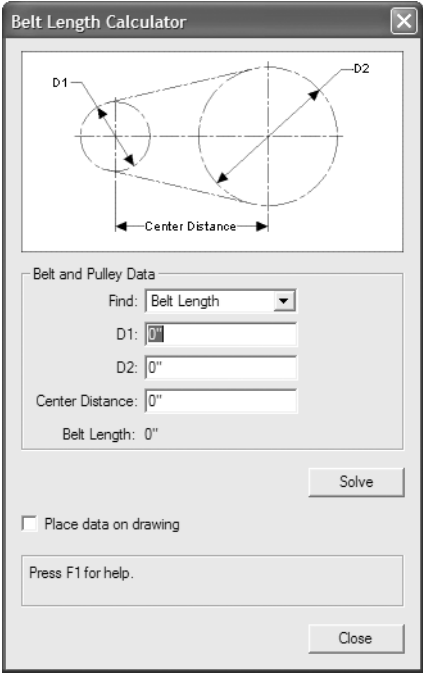 Belt Length Calculator
D1
D2
Center Distance
Belt and Pulley Data
Find: Belt Length
D1: 0"
D2: 0"
Center Distance: 0"
Belt Length: 0"
Solve
Place data on drawing
Press F1 for help.
Close